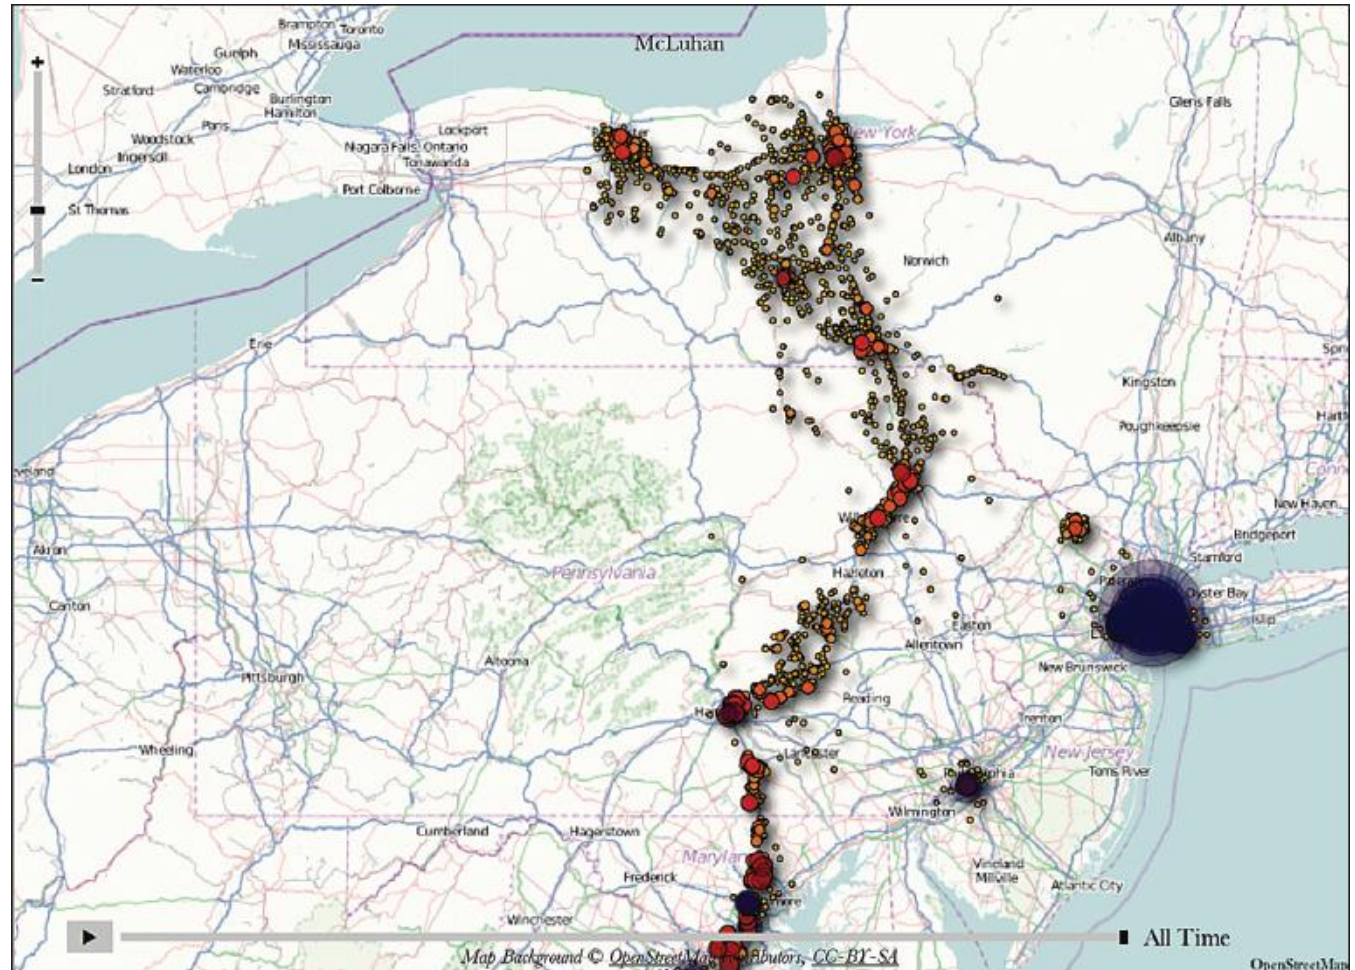 Brampton
Toronto
McLuhan
Mississauga
Guelph
Waterloo
Cambridge
Stratford
Burlington
Hamilton
Glens Falls
Paris
Woodstock
Lockport
New York
Niagara Falls, Ontario
Ingersoll
London
Tonawanda
Port Colborne
St Thomas
Albany
Norwich
Erie
Kingston
Poughkeepsie
New Haven
Bridgeport
Akron
Stamford
Pennsylvania
Hazleton
Oyster Bay
Canton
Islip
Easton
Allentown
Altoona
New Brunswick
Pittsburgh
Reading
Trenton
Wheeling
Lancaster
New Jersey
Toms River
Wilmington
Cumberland
Hagerstown
Vineland
Millville
Frederick
Atlantic City
Winchester
All Time
Map Background © OpenStreetMap contributors, CC-BY-SA